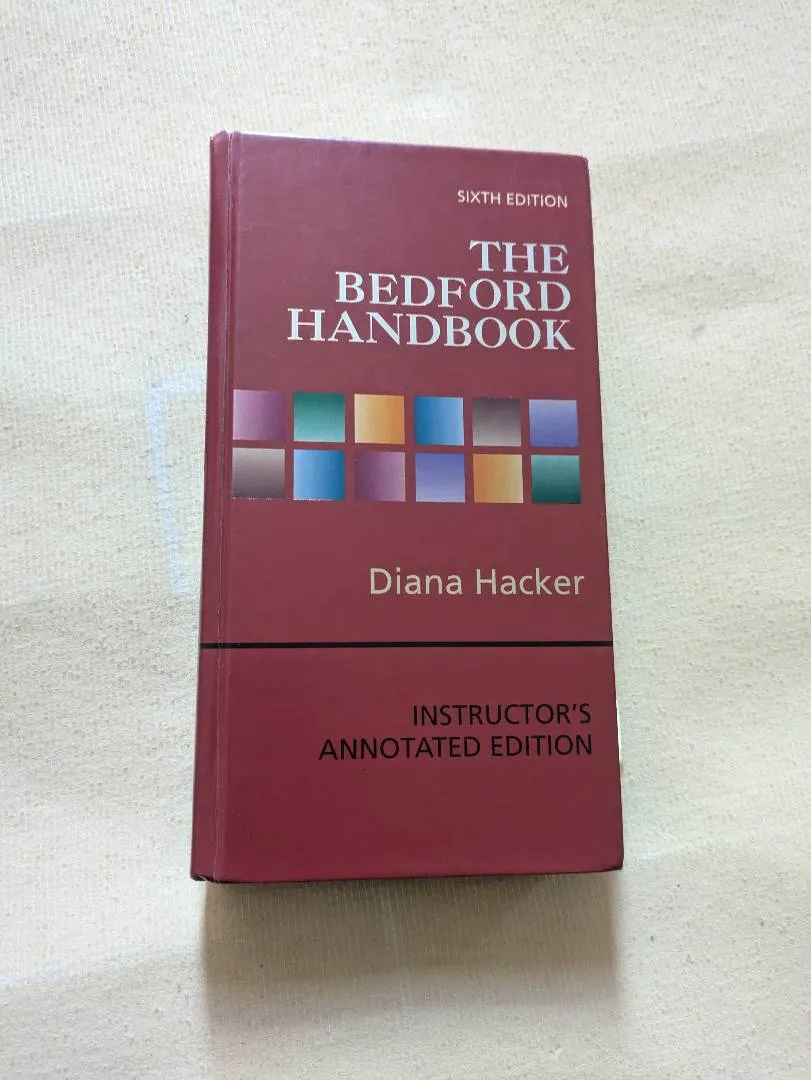 SIXTH EDITION
THE
BEDFORD
HANDBOOK
Diana Hacker
INSTRUCTOR'S
ANNOTATED EDITION